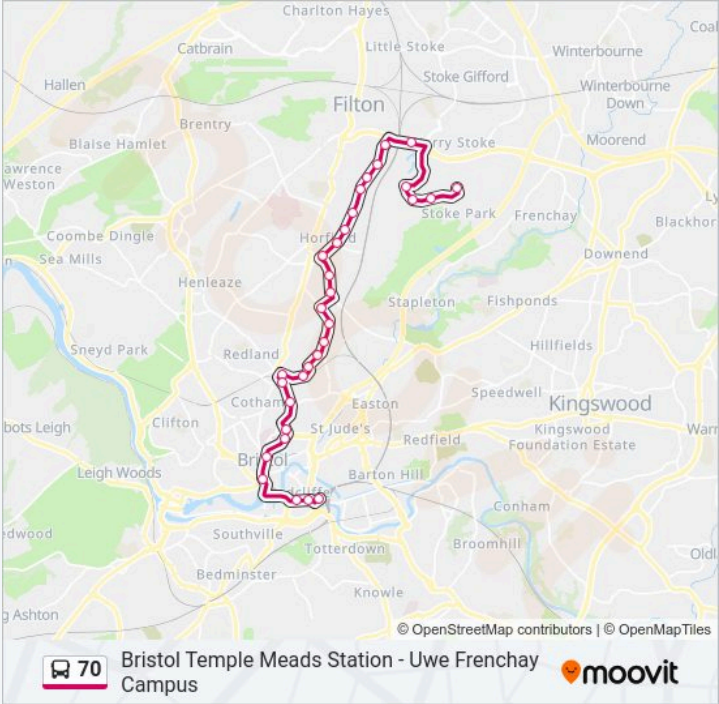 Charlton Hayes
Coal
Catbrain
Little Stoke
Winterbourne
Stoke Gifford
Hallen
Winterbourne
Down
Filton
Brentry
rry Stoke
Moorend
Blaise Hamlet
awrence
Weston
Ly
Stoke Park
Frenchay
Blackhor
Coombe Dingle
Horfield
Sea Mills
Downend
n
Henleaze
Stapleton
Fishponds
Sneyd Park
Redland
Hillfields
Speedwell
Cotham
Easton
Kingswood
Clifton
bots Leigh
St Jude's
Redfield
Kingswood
Foundation Estate
Warm
Bristol
Leigh Woods
Barton Hill
dcliffe
Conham
edwood
Southville
Broomhill
Totterdown
Oldl
Bedminster
Knowle
g Ashton
© OpenStreetMap contributors | © OpenMapTiles
70
Bristol Temple Meads Station - Uwe Frenchay
Campus
moovit